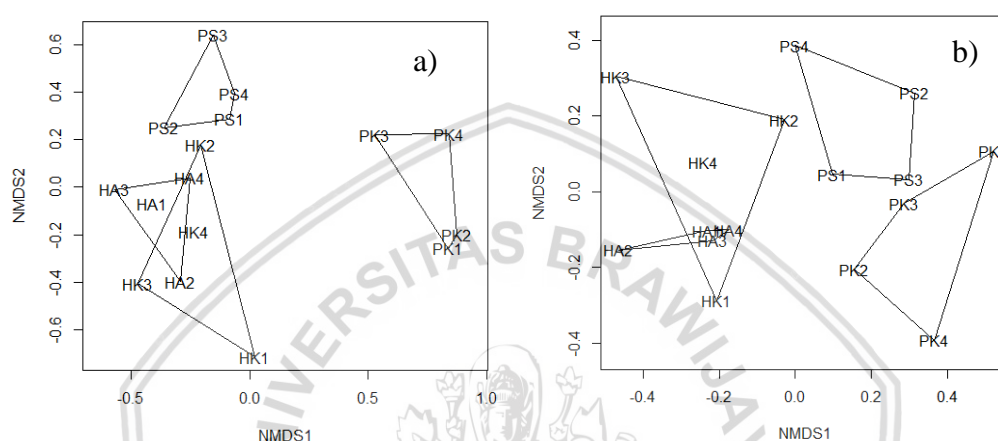 a)
NMDS2
0.6
0.4
0.2
0.0
-0.2
-0.4
-0.6
PS3
PS4
PS2
PS1
HK2
HA4
HA3
HA1
HK4
HK3
HA2
HK1
PK3
PK4
PK2
PK1
-0.5
0.0
0.5
1.0
NMDS1
b)
NMDS2
0.4
0.2
0.0
-0.2
-0.4
PS4
HK3
PS2
HK2
HK4
PS1
PS3
PK3
HA4
HA3
HA2
HK1
PK2
PK4
-0.4
-0.2
0.0
0.2
0.4
NMDS1
UNIVERSITAS BRAWIJAYA